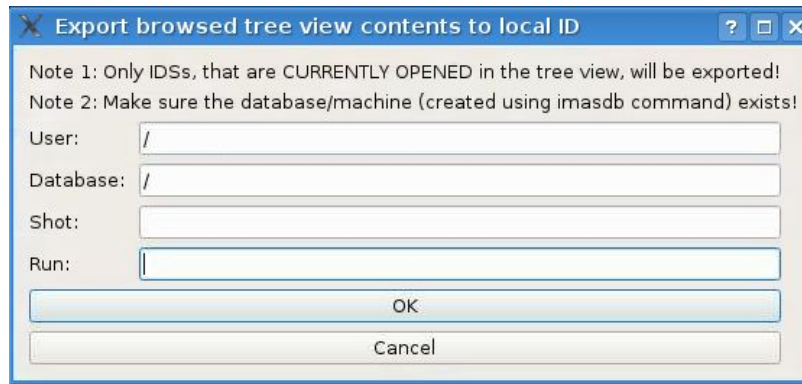 Export browsed tree view contents to local ID
Note 1: Only IDSs, that are CURRENTLY OPENED in the tree view, will be exported!
Note 2: Make sure the database/machine (created using imasdb command) exists!
User: /
Database: /
Shot:
Run:
OK
Cancel